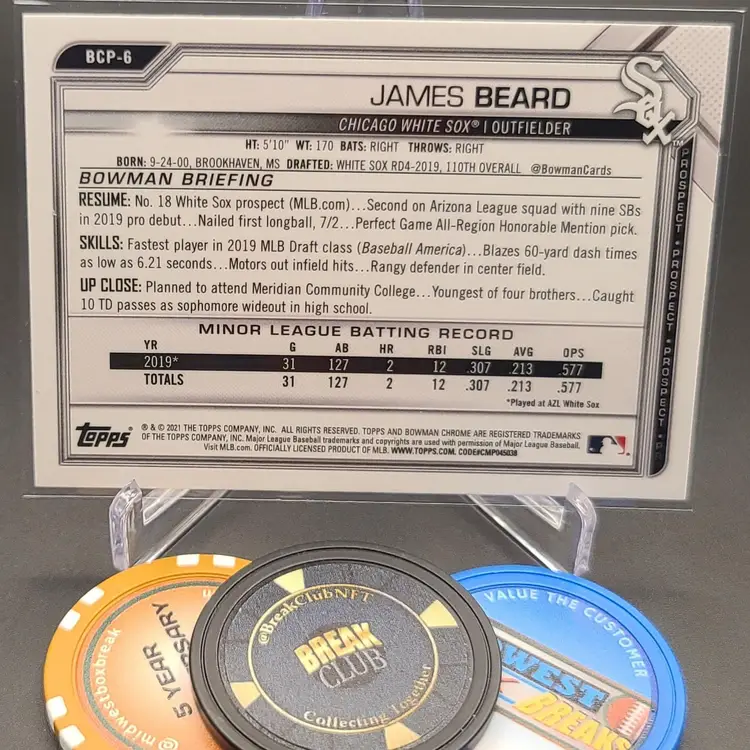 BCP-6
Sox
JAMES BEARD
CHICAGO WHITE SOX® | OUTFIELDER
HT: 5'10" WT: 170 BATS: RIGHT THROWS: RIGHT
BORN: 9-24-00, BROOKHAVEN, MS DRAFTED: WHITE SOX RD4-2019, 110TH OVERALL @BowmanCards
BOWMAN BRIEFING
RESUME: No. 18 White Sox prospect (MLB.com)...Second on Arizona League squad with nine SBs
in 2019 pro debut...Nailed first longball, 7/2...Perfect Game All-Region Honorable Mention pick.
SKILLS: Fastest player in 2019 MLB Draft class (Baseball America)...Blazes 60-yard dash times
as low as 6.21 seconds...Motors out infield hits...Rangy defender in center field.
UP CLOSE: Planned to attend Meridian Community College...Youngest of four brothers...Caught
10 TD passes as sophomore wideout in high school.
MINOR LEAGUE BATTING RECORD
YR G AB HR RBI SLG AVG OPS
2019* 31 127 2 12 .307 .213 .577
TOTALS 31 127 2 12 .307 .213 .577
*Played at AZL White Sox
PROSPECT • PROSPECT • PROSPECT • PROSPECT • P
Topps
® & © 2021 THE TOPPS COMPANY, INC. ALL RIGHTS RESERVED. TOPPS AND BOWMAN CHROME ARE REGISTERED TRADEMARKS
OF THE TOPPS COMPANY, INC. Major League Baseball trademarks and copyrights are used with permission of Major League Baseball.
Visit MLB.com. OFFICIALLY LICENSED PRODUCT OF MLB. WWW.TOPPS.COM. CODE#CMP045038
5 YEAR
@midwestboxbreak
@BreakClubNFT
BREAK
CLUB
Collecting Together
VALUE THE CUSTOMER
WEST
BREAK